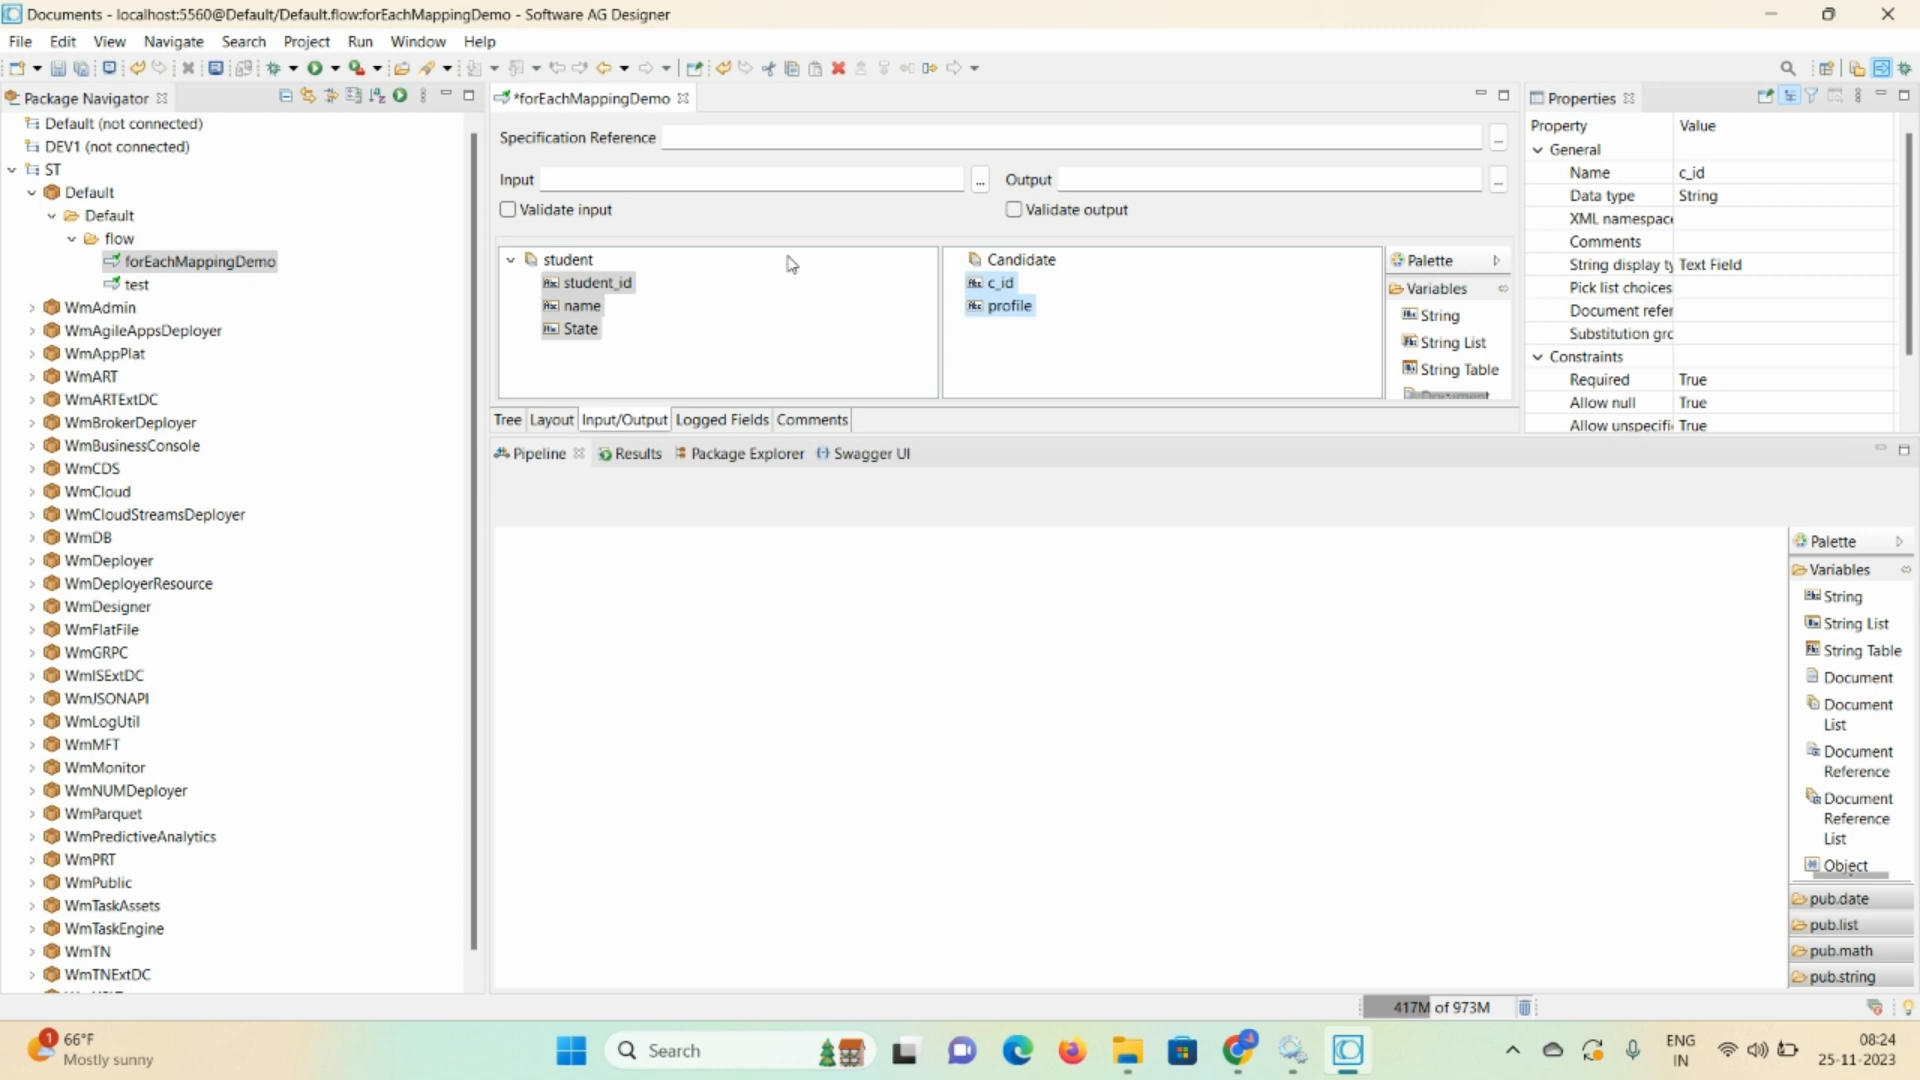 Documents - localhost:5560@Default/Default.flow:forEachMappingDemo - Software AG Designer
File Edit View Navigate Search Project Run Window Help
Package Navigator
Default (not connected)
DEV1 (not connected)
ST
Default
Default
flow
forEachMappingDemo
test
WmAdmin
WmAgileAppsDeployer
WmAppPlat
WmART
WmARTExtDC
WmBrokerDeployer
WmBusinessConsole
WmCDS
WmCloud
WmCloudStreamsDeployer
WmDB
WmDeployer
WmDeployerResource
WmDesigner
WmFlatFile
WmGRPC
WmISExtDC
WmJSONAPI
WmLogUtil
WmMFT
WmMonitor
WmNUMDeployer
WmParquet
WmPredictiveAnalytics
WmPRT
WmPublic
WmTaskAssets
WmTaskEngine
WmTN
WmTNExtDC
*forEachMappingDemo
Specification Reference ...
Input ... Output ...
Validate input Validate output
student
student_id
name
State
Candidate
c_id
profile
Palette
Variables
String
String List
String Table
Document
Tree Layout Input/Output Logged Fields Comments
Properties
Property Value
General
Name c_id
Data type String
XML namespace
Comments
String display ty Text Field
Pick list choices
Document refer
Substitution gro
Constraints
Required True
Allow null True
Allow unspecifi True
Pipeline Results Package Explorer Swagger UI
Palette
Variables
String
String List
String Table
Document
Document
List
Document
Reference
Document
Reference
List
Object
pub.date
pub.list
pub.math
pub.string
417M of 973M
1
66°F
Mostly sunny
Search
ENG
IN
08:24
25-11-2023